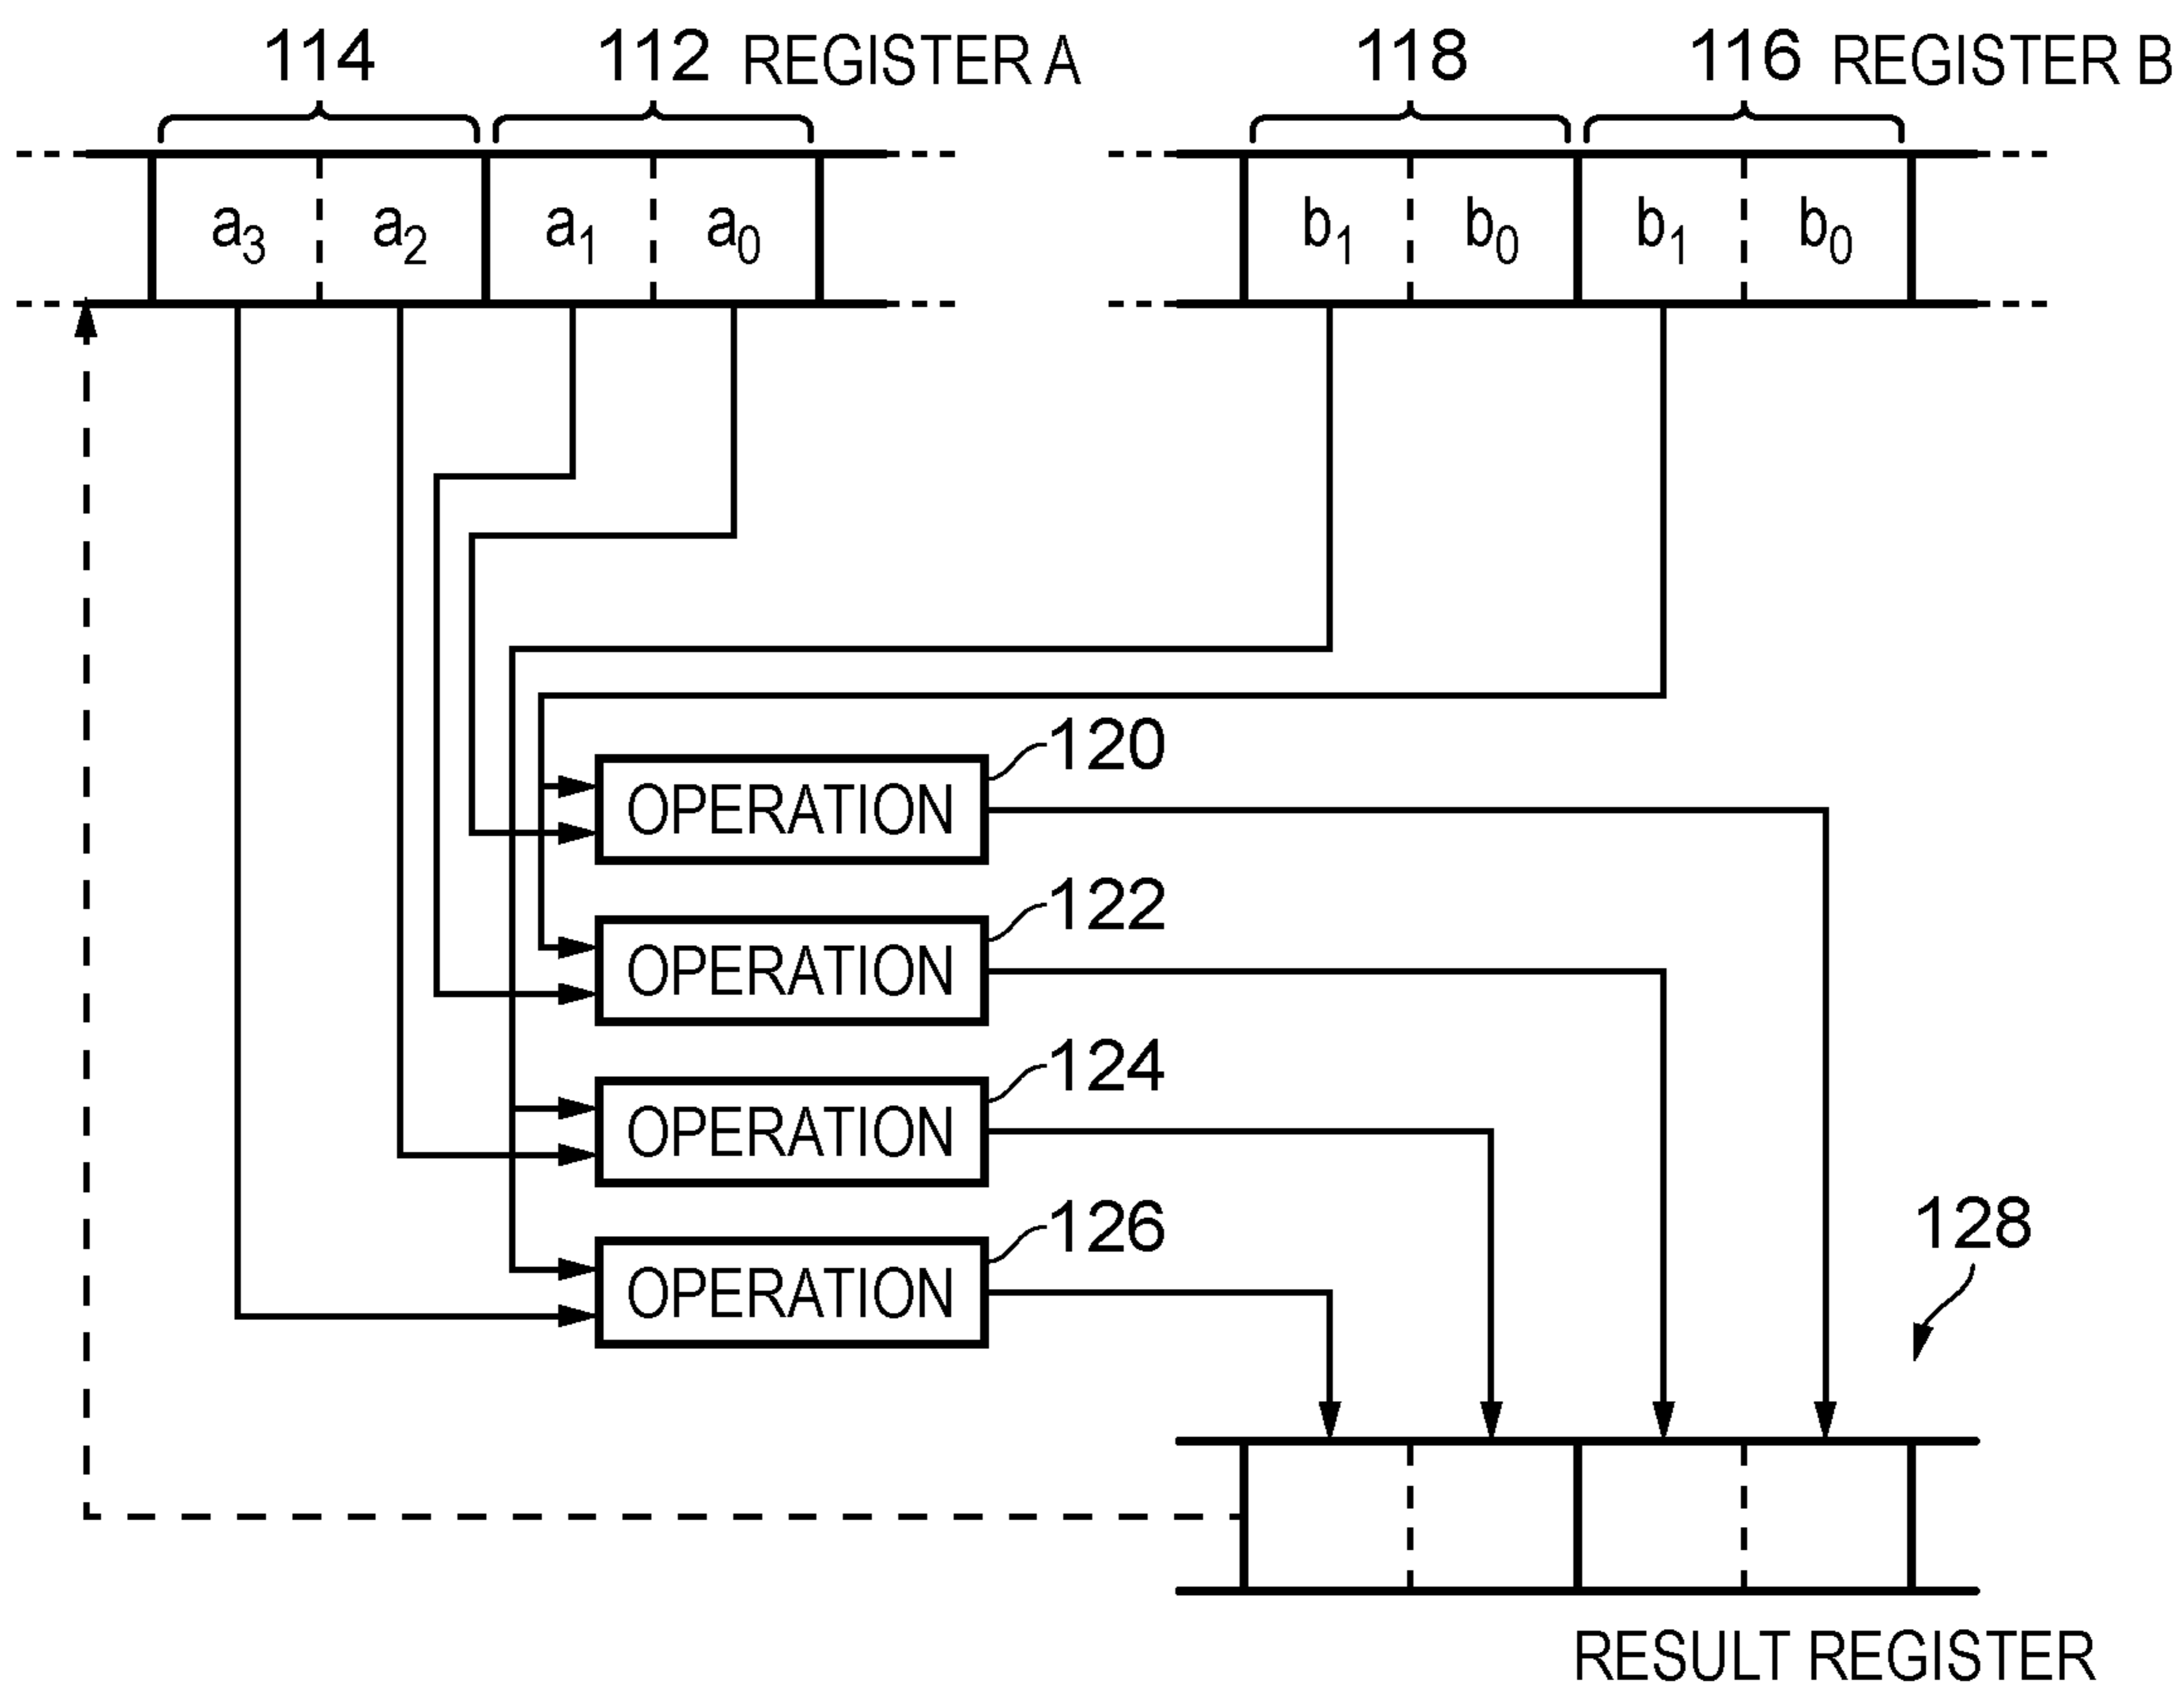 114 112 REGISTER A 118 116 REGISTER B
a3 a2 a1 a0 b1 b0 b1 b0
120
OPERATION
122
OPERATION
124
OPERATION
126
OPERATION
128
RESULT REGISTER